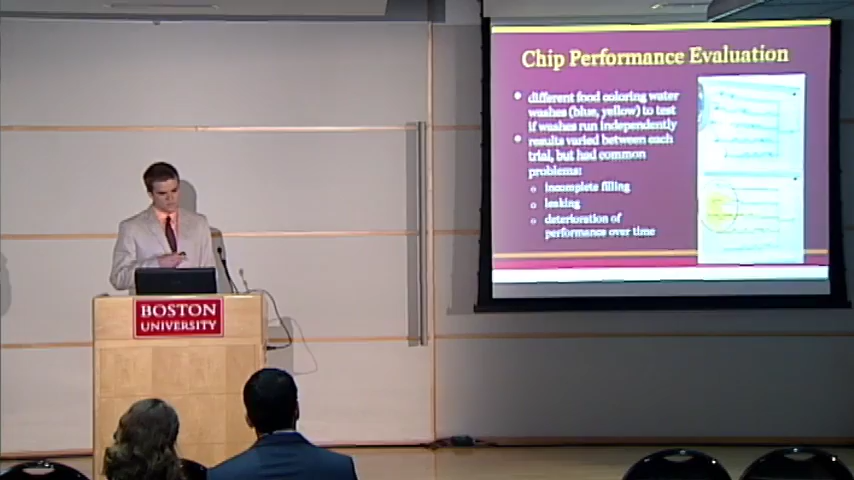 Chip Performance Evaluation
different food coloring water
washes (blue, yellow) to test
if washes run independently
results varied between each
trial, but had common
problems:
incomplete filling
leaking
deterioration of
performance over time
BOSTON
UNIVERSITY